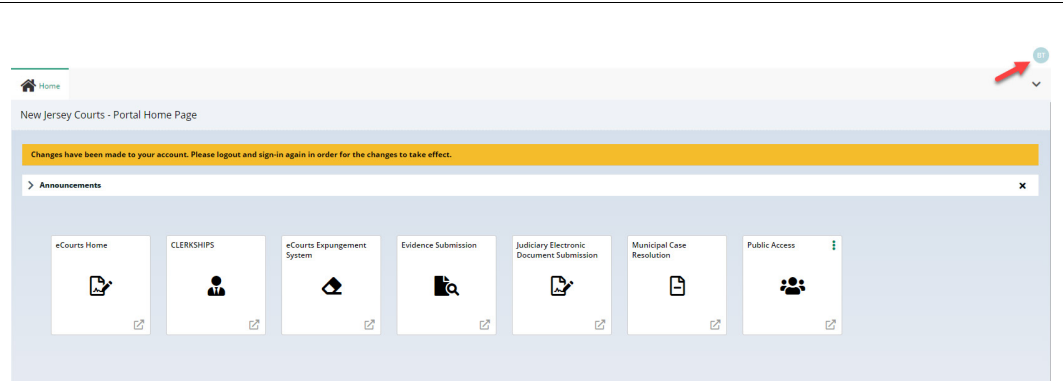 BT
Home
New Jersey Courts - Portal Home Page
Changes have been made to your account. Please logout and sign-in again in order for the changes to take effect.
Announcements
eCourts Home
CLERKSHIPS
eCourts Expungement
System
Evidence Submission
Judiciary Electronic
Document Submission
Municipal Case
Resolution
Public Access